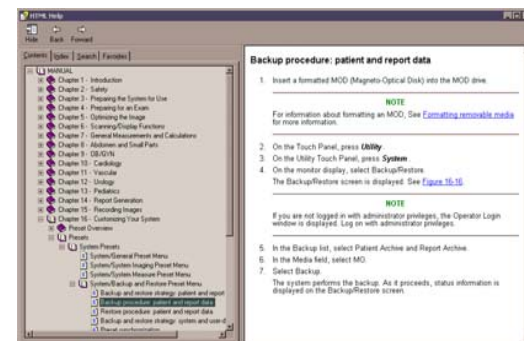 HTML Help
Hide Back Forward
Contents Index Search Favorites
MANUAL
Chapter 1 - Introduction
Chapter 2 - Safety
Chapter 3 - Preparing the System for Use
Chapter 4 - Preparing for an Exam
Chapter 5 - Optimizing the Image
Chapter 6 - Scanning/Display Functions
Chapter 7 - General Measurements and Calculations
Chapter 8 - Abdomen and Small Parts
Chapter 9 - OB/GYN
Chapter 10 - Cardiology
Chapter 11 - Vascular
Chapter 12 - Urology
Chapter 13 - Pediatrics
Chapter 14 - Report Generation
Chapter 15 - Recording Images
Chapter 16 - Customizing Your System
Preset Overview
Presets
System Presets
System/General Preset Menu
System/System Imaging Preset Menu
System/System Measure Preset Menu
System/Backup and Restore Preset Menu
Backup and restore strategy: patient and report
Backup procedure: patient and report data
Restore procedure: patient and report data
Backup and restore strategy: system and user-d
Preset synchronization
Backup procedure: patient and report data
1. Insert a formatted MOD (Magneto-Optical Disk) into the MOD drive.
NOTE
For information about formatting an MOD, See Formatting removable media
for more information.
2. On the Touch Panel, press Utility.
3. On the Utility Touch Panel, press System.
4. On the monitor display, select Backup/Restore.
The Backup/Restore screen is displayed. See Figure 16-16.
NOTE
If you are not logged in with administrator privileges, the Operator Login
window is displayed. Log on with administrator privileges.
5. In the Backup list, select Patient Archive and Report Archive.
6. In the Media field, select MO.
7. Select Backup.
The system performs the backup. As it proceeds, status information is
displayed on the Backup/Restore screen.